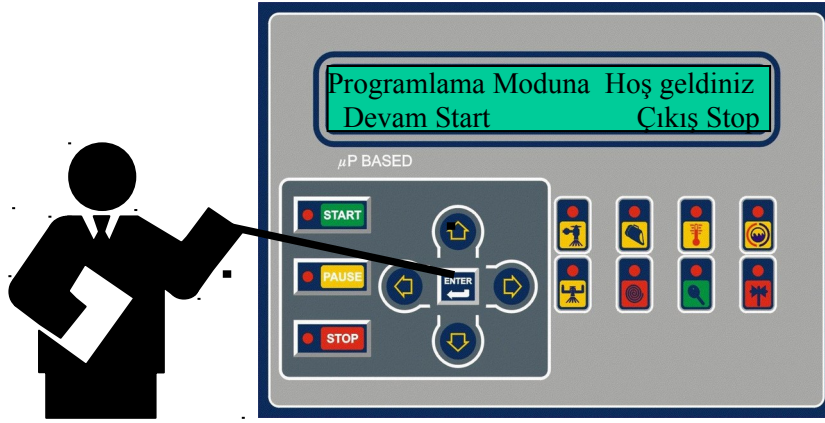 Programlama Moduna Hoş geldiniz
Devam Start Çıkış Stop
µP BASED
START
PAUSE
ENTER
STOP